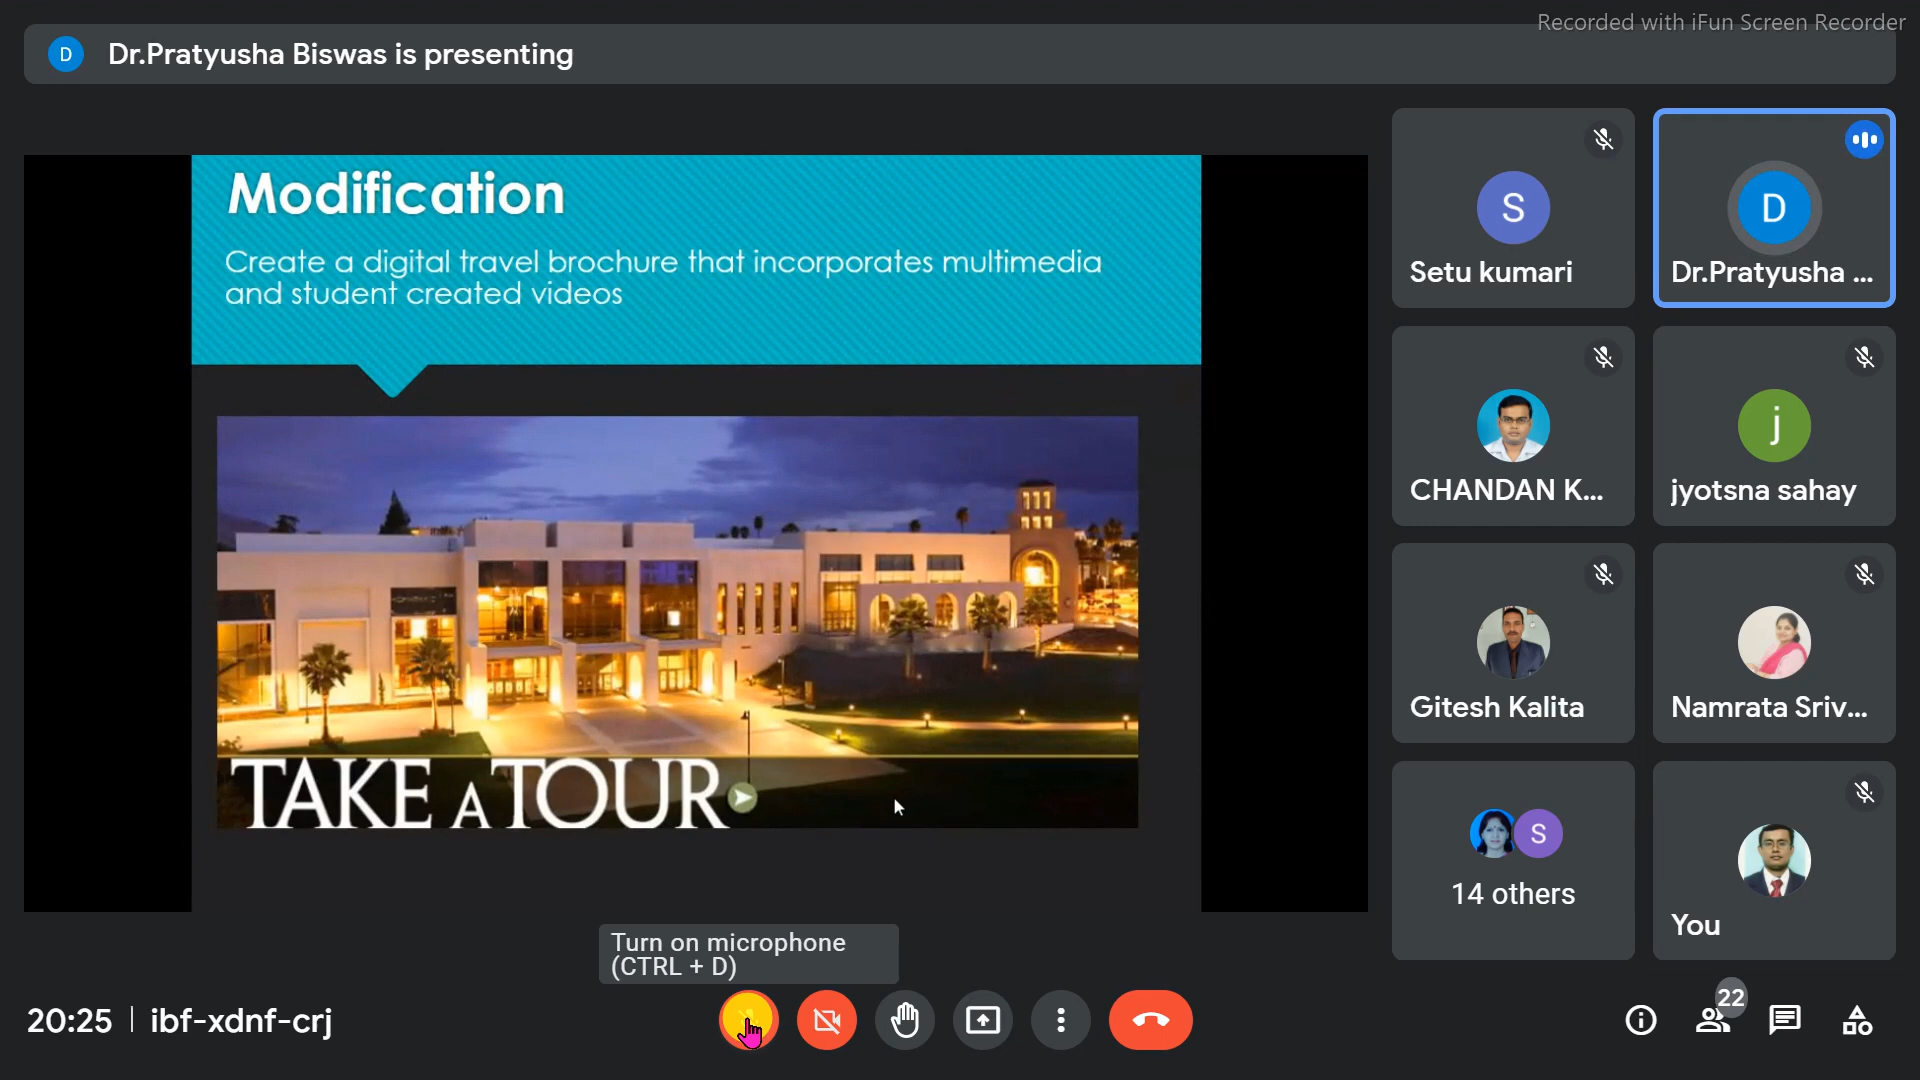 Recorded with iFun Screen Recorder
D Dr.Pratyusha Biswas is presenting
Modification
Create a digital travel brochure that incorporates multimedia
and student created videos
TAKE A TOUR
S
Setu kumari
D
Dr.Pratyusha ...
CHANDAN K...
j
jyotsna sahay
Gitesh Kalita
Namrata Sriv...
S
14 others
You
Turn on microphone
(CTRL + D)
20:25 | ibf-xdnf-crj
22